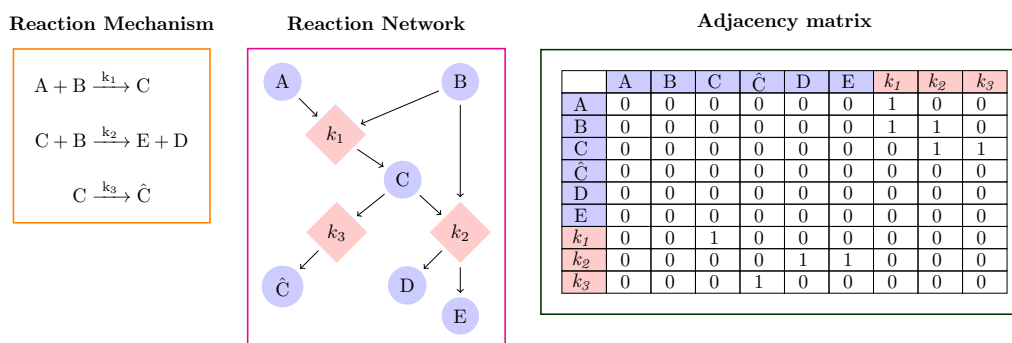 Reaction Mechanism
A + B k₁ → C
C + B k₂ → E + D
C k₃ → Ĉ
Reaction Network
A B
k₁
C
k₃ k₂
Ĉ D
E
Adjacency matrix
A B C Ĉ D E k₁ k₂ k₃
A 0 0 0 0 0 0 1 0 0
B 0 0 0 0 0 0 1 1 0
C 0 0 0 0 0 0 0 1 1
Ĉ 0 0 0 0 0 0 0 0 0
D 0 0 0 0 0 0 0 0 0
E 0 0 0 0 0 0 0 0 0
k₁ 0 0 1 0 0 0 0 0 0
k₂ 0 0 0 0 1 1 0 0 0
k₃ 0 0 0 1 0 0 0 0 0